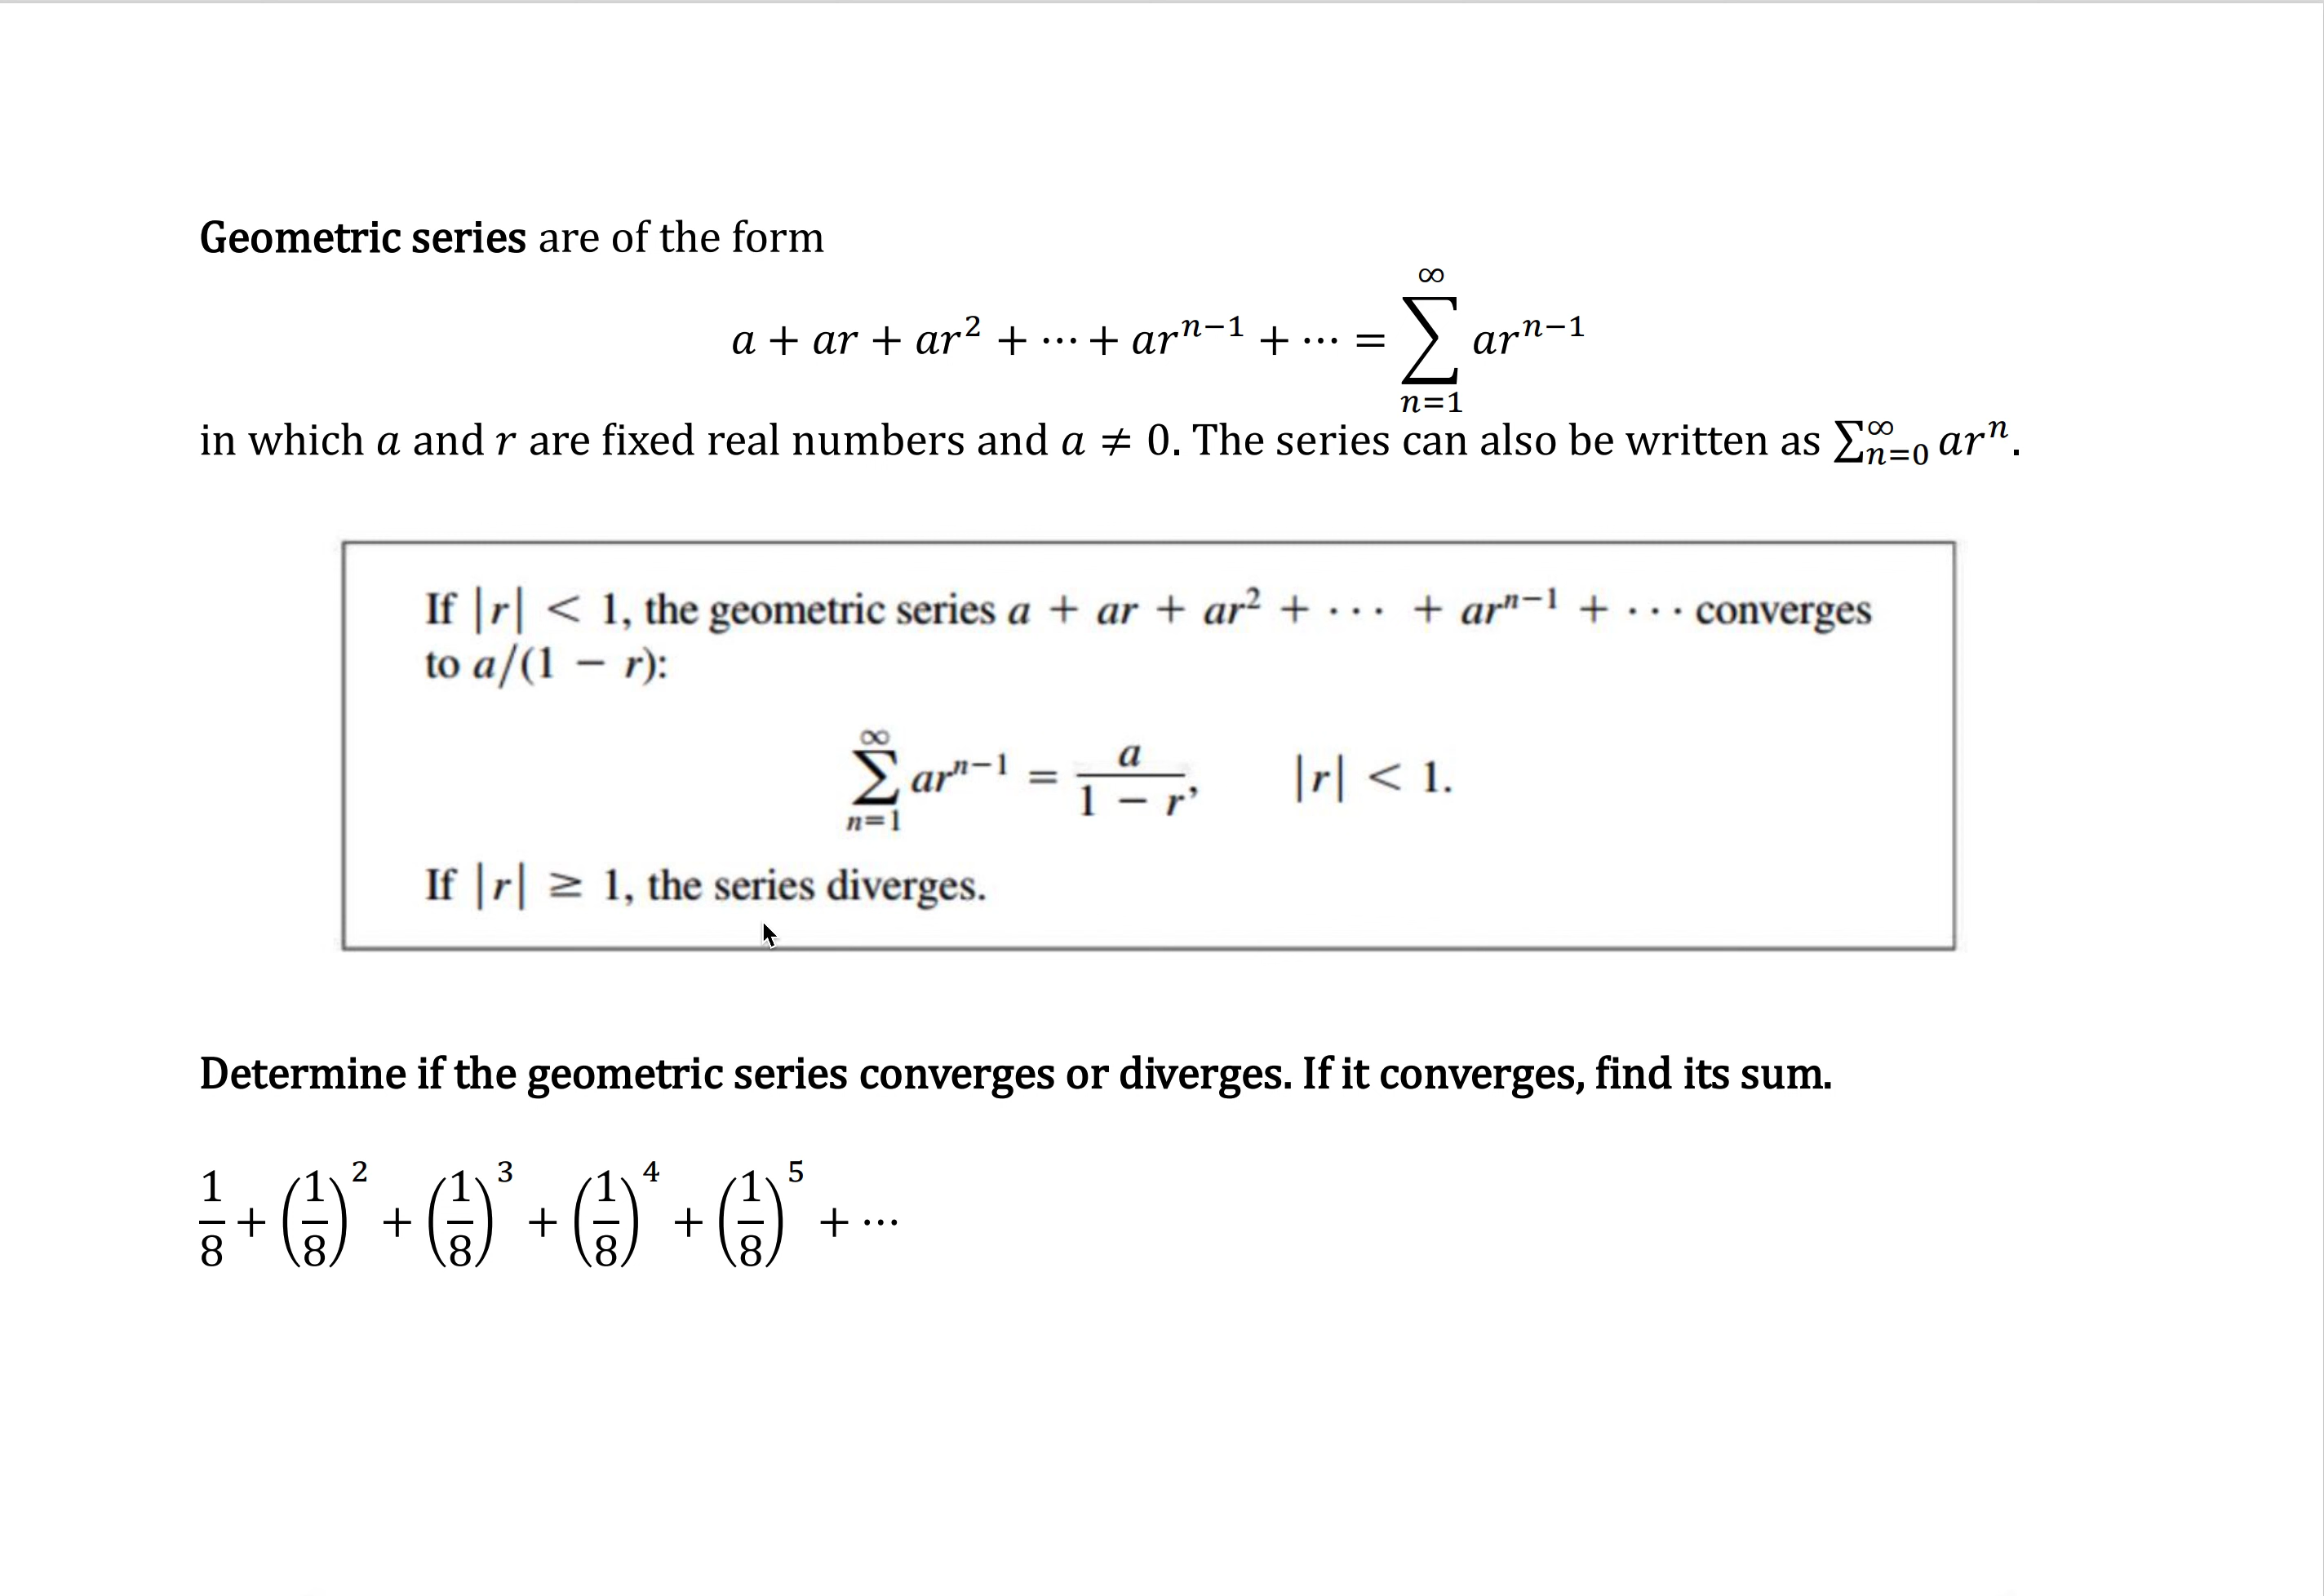 Geometric series are of the form
a + ar + ar² + ⋯ + arⁿ⁻¹ + ⋯ = ∑_{n=1}^{∞} arⁿ⁻¹
in which a and r are fixed real numbers and a ≠ 0. The series can also be written as ∑_{n=0}^{∞} arⁿ.
If |r| < 1, the geometric series a + ar + ar² + ⋯ + arⁿ⁻¹ + ⋯ converges
to a/(1 − r):
∑_{n=1}^{∞} arⁿ⁻¹ = a/(1 − r), |r| < 1.
If |r| ≥ 1, the series diverges.
Determine if the geometric series converges or diverges. If it converges, find its sum.
1/8 + (1/8)² + (1/8)³ + (1/8)⁴ + (1/8)⁵ + ⋯